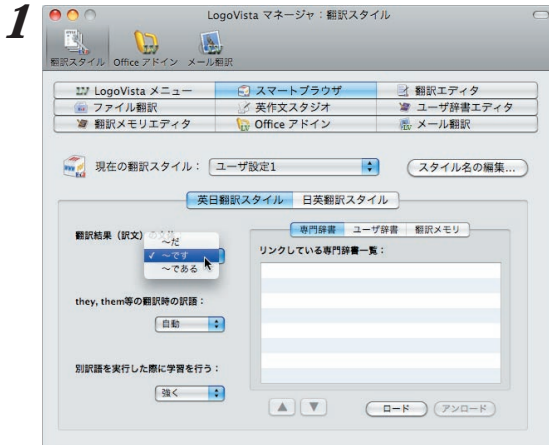 1
LogoVista マネージャ：翻訳スタイル
翻訳スタイル Office アドイン メール翻訳
LogoVista メニュー スマートブラウザ 翻訳エディタ
ファイル翻訳 英作文スタジオ ユーザ辞書エディタ
翻訳メモリエディタ Office アドイン メール翻訳
現在の翻訳スタイル： ユーザ設定1 スタイル名の編集...
英日翻訳スタイル 日英翻訳スタイル
専門辞書 ユーザ辞書 翻訳メモリ
翻訳結果（訳文）
～だ
✓ ～です
～である
リンクしている専門辞書一覧：
they, them等の翻訳時の訳語：
自動
別訳語を実行した際に学習を行う：
強く
ロード アンロード